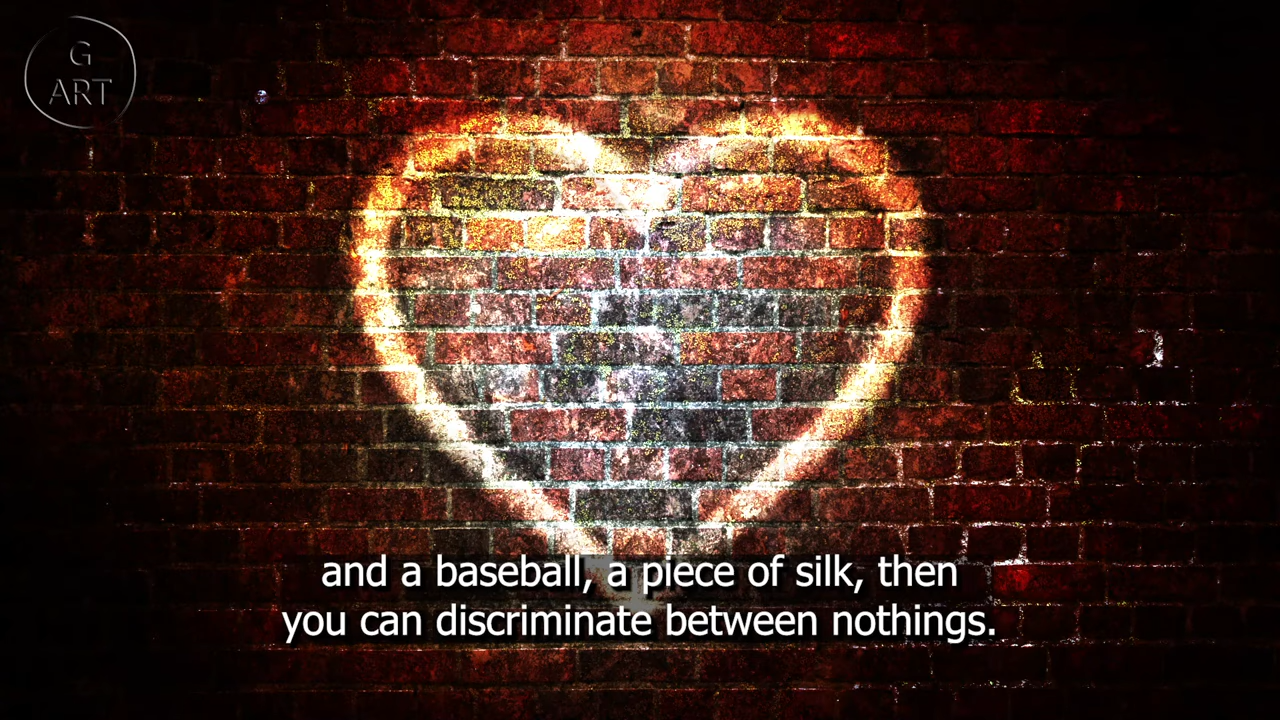 G
ART
and a baseball, a piece of silk, then
you can discriminate between nothings.